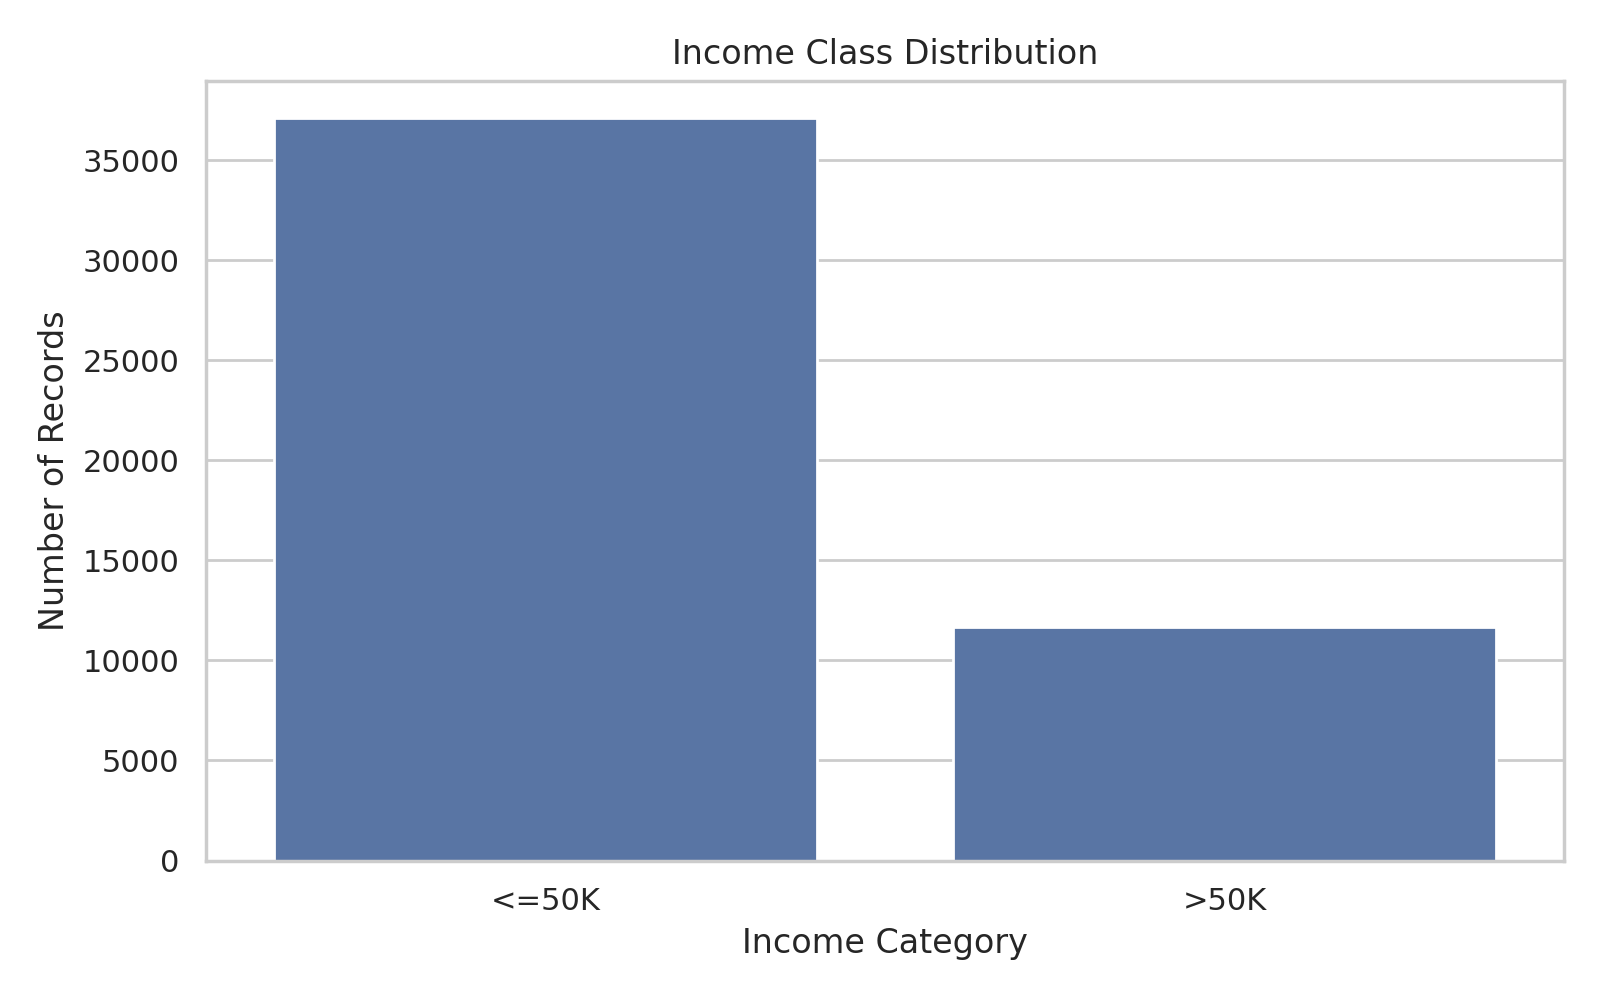 Income Class Distribution
Number of Records
35000
30000
25000
20000
15000
10000
5000
0
<=50K
>50K
Income Category